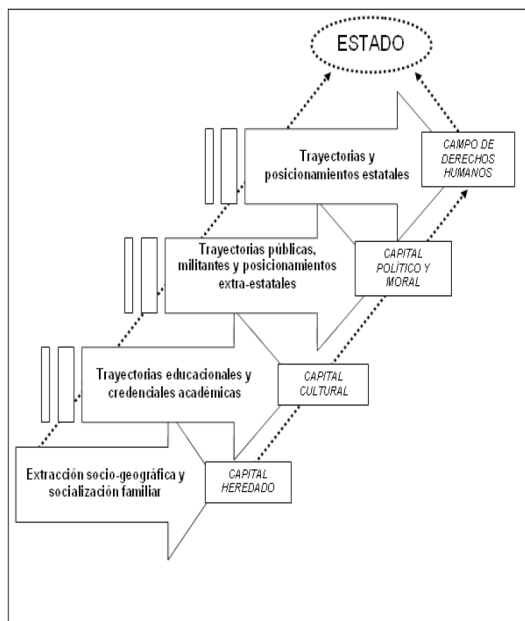 ESTADO
Trayectorias y
posicionamientos estatales
CAMPO DE
DERECHOS
HUMANOS
Trayectorias públicas,
militantes y posicionamientos
extra-estatales
CAPITAL
POLÍTICO Y
MORAL
Trayectorias educacionales y
credenciales académicas
CAPITAL
CULTURAL
Extracción socio-geográfica y
socialización familiar
CAPITAL
HEREDADO